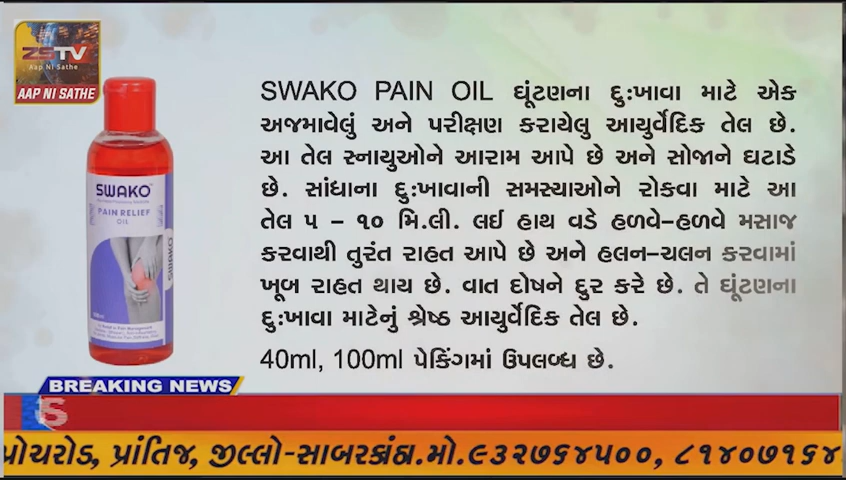 ZSTV
Aap Ni Sathe
AAP NI SATHE
SWAKO
PAIN RELIEF
OIL
SWAKO
SWAKO PAIN OIL ઘૂંટણના દુઃખાવા માટે એક
અજમાવેલું અને પરીક્ષણ કરાયેલુ આયુર્વેદિક તેલ છે.
આ તેલ સ્નાયુઓને આરામ આપે છે અને સોજાને ઘટાડે
છે. સાંધાના દુઃખાવાની સમસ્યાઓને રોકવા માટે આ
તેલ ૫ – ૧૦ મિ.લી. લઈ હાથ વડે હળવે–હળવે મસાજ
કરવાથી તુરંત રાહત આપે છે અને હલન–ચલન કરવામાં
ખૂબ રાહત થાય છે. વાત દોષને દુર કરે છે. તે ઘૂંટણના
દુઃખાવા માટેનું શ્રેષ્ઠ આયુર્વેદિક તેલ છે.
40ml, 100ml પેકિંગમાં ઉપલબ્ધ છે.
BREAKING NEWS
પ્રાંતિજ, જીલ્લો-સાબરકાંઠા.મો.૯૩૨૭૬૪૫૦૦, ૮૧૪૦૭૧૬૪